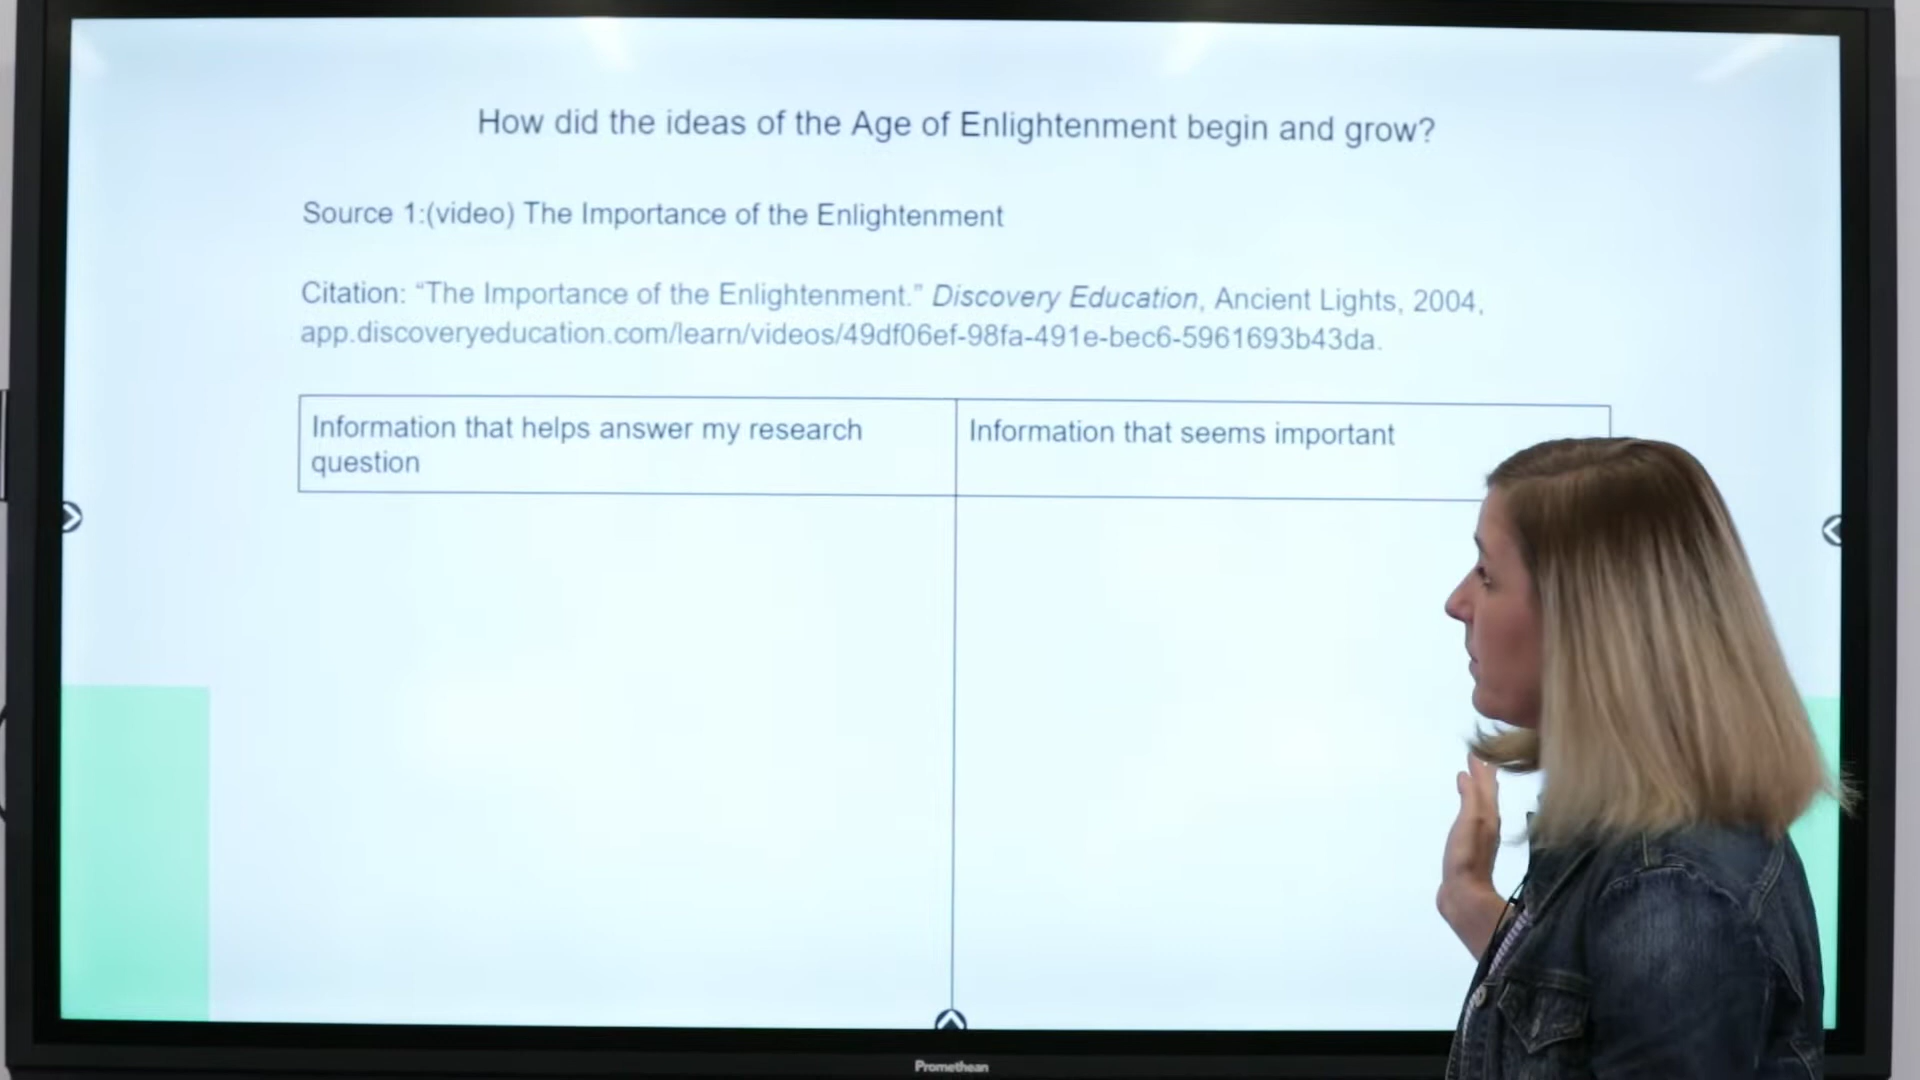 How did the ideas of the Age of Enlightenment begin and grow?
Source 1:(video) The Importance of the Enlightenment
Citation: “The Importance of the Enlightenment.” Discovery Education, Ancient Lights, 2004,
app.discoveryeducation.com/learn/videos/49df06ef-98fa-491e-bec6-5961693b43da.
Information that helps answer my research
question
Information that seems important
Promethean